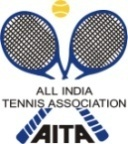 ALL INDIA
TENNIS ASSOCIATION
AITA